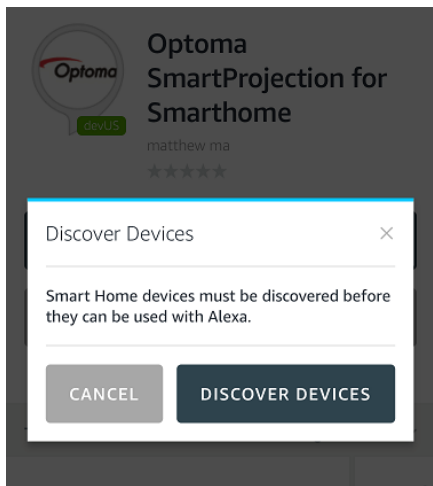 Optoma
Optoma
SmartProjection for
Smarthome
devUS
matthew ma
Discover Devices
Smart Home devices must be discovered before
they can be used with Alexa.
CANCEL
DISCOVER DEVICES